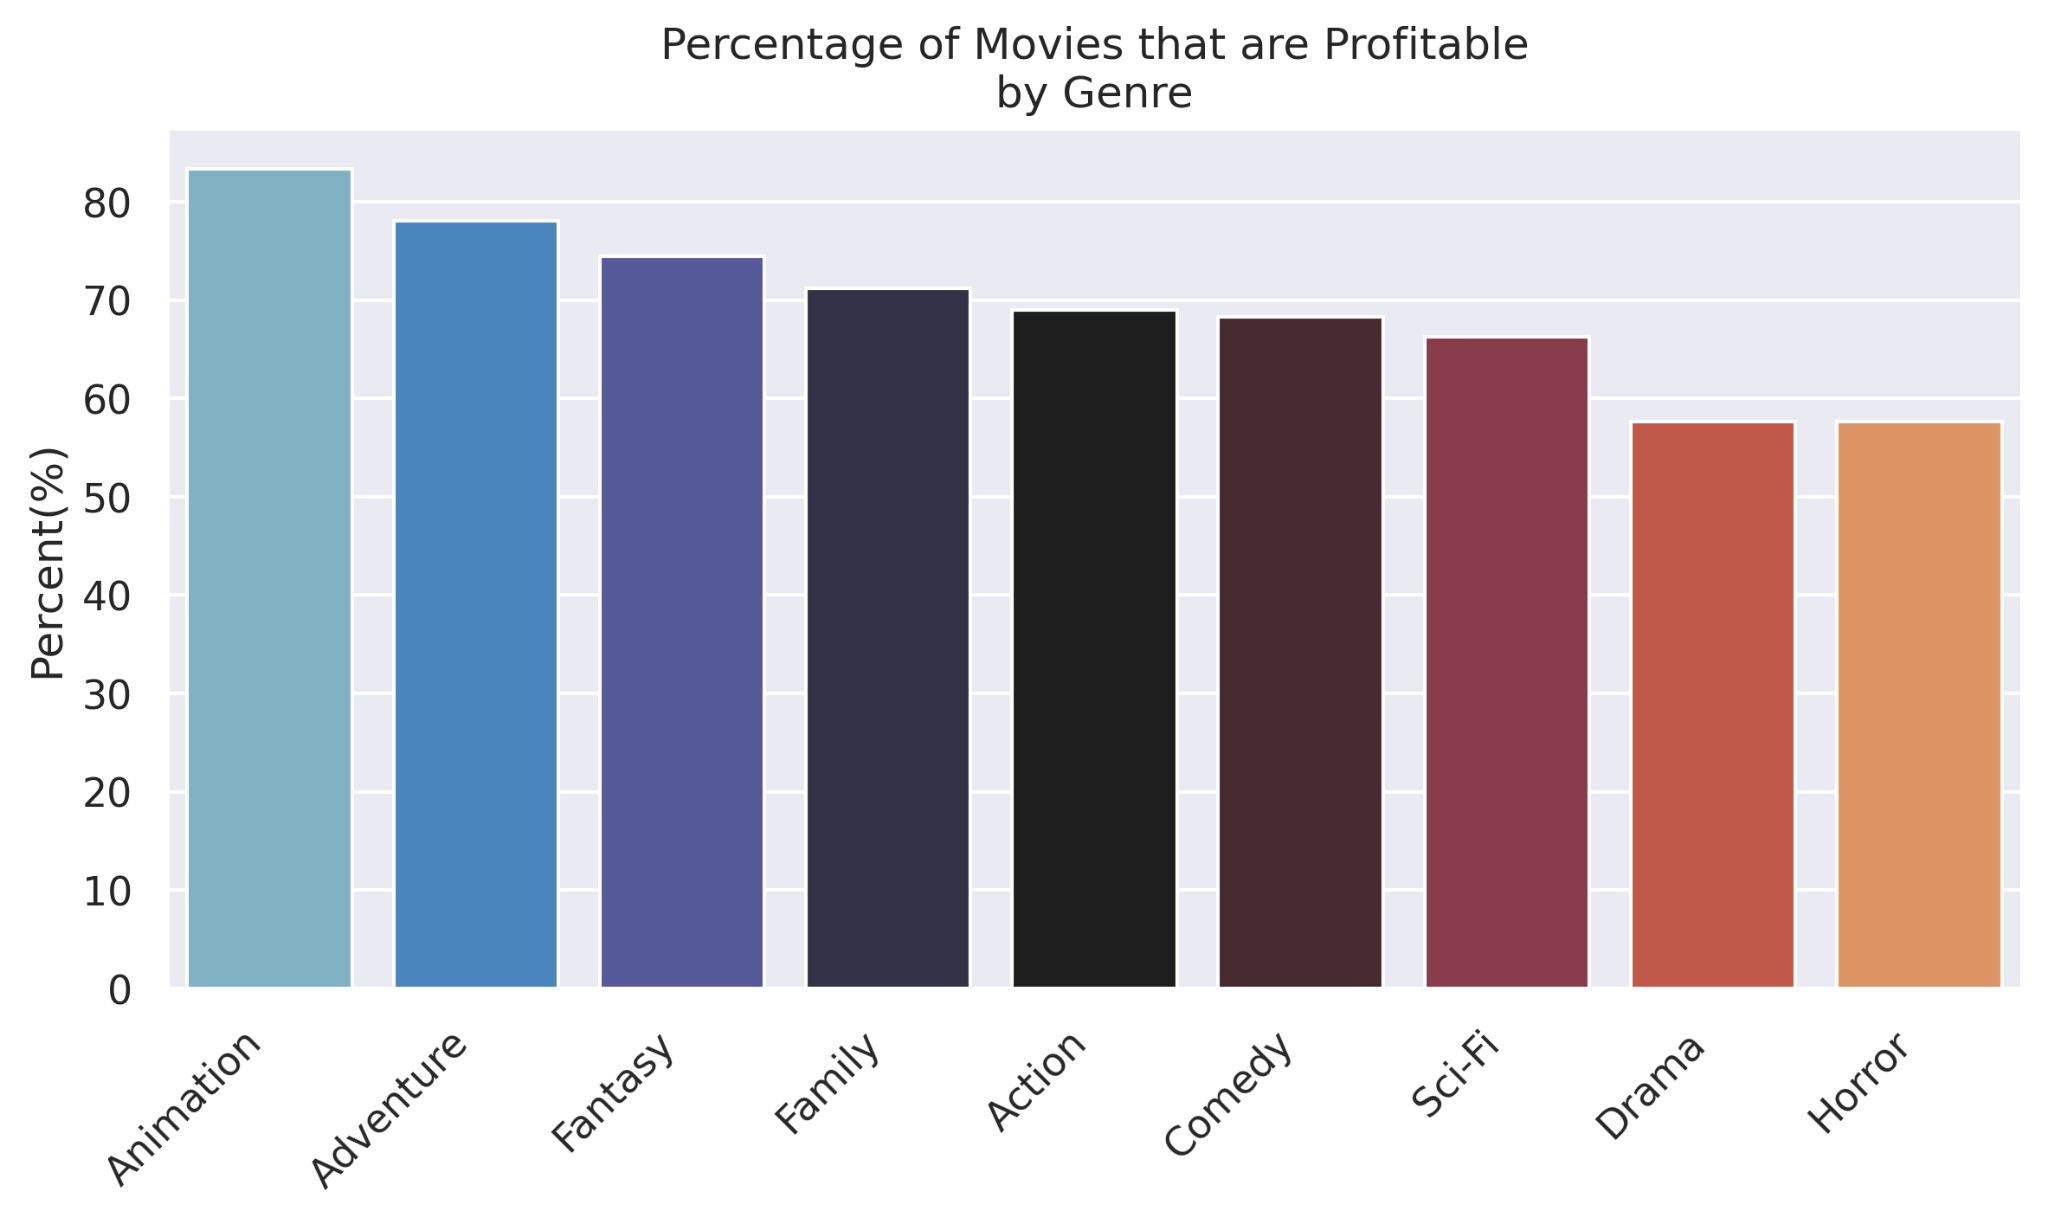 Percentage of Movies that are Profitable
by Genre
Percent(%)
80
70
60
50
40
30
20
10
0
Animation
Adventure
Fantasy
Family
Action
Comedy
Sci-Fi
Drama
Horror